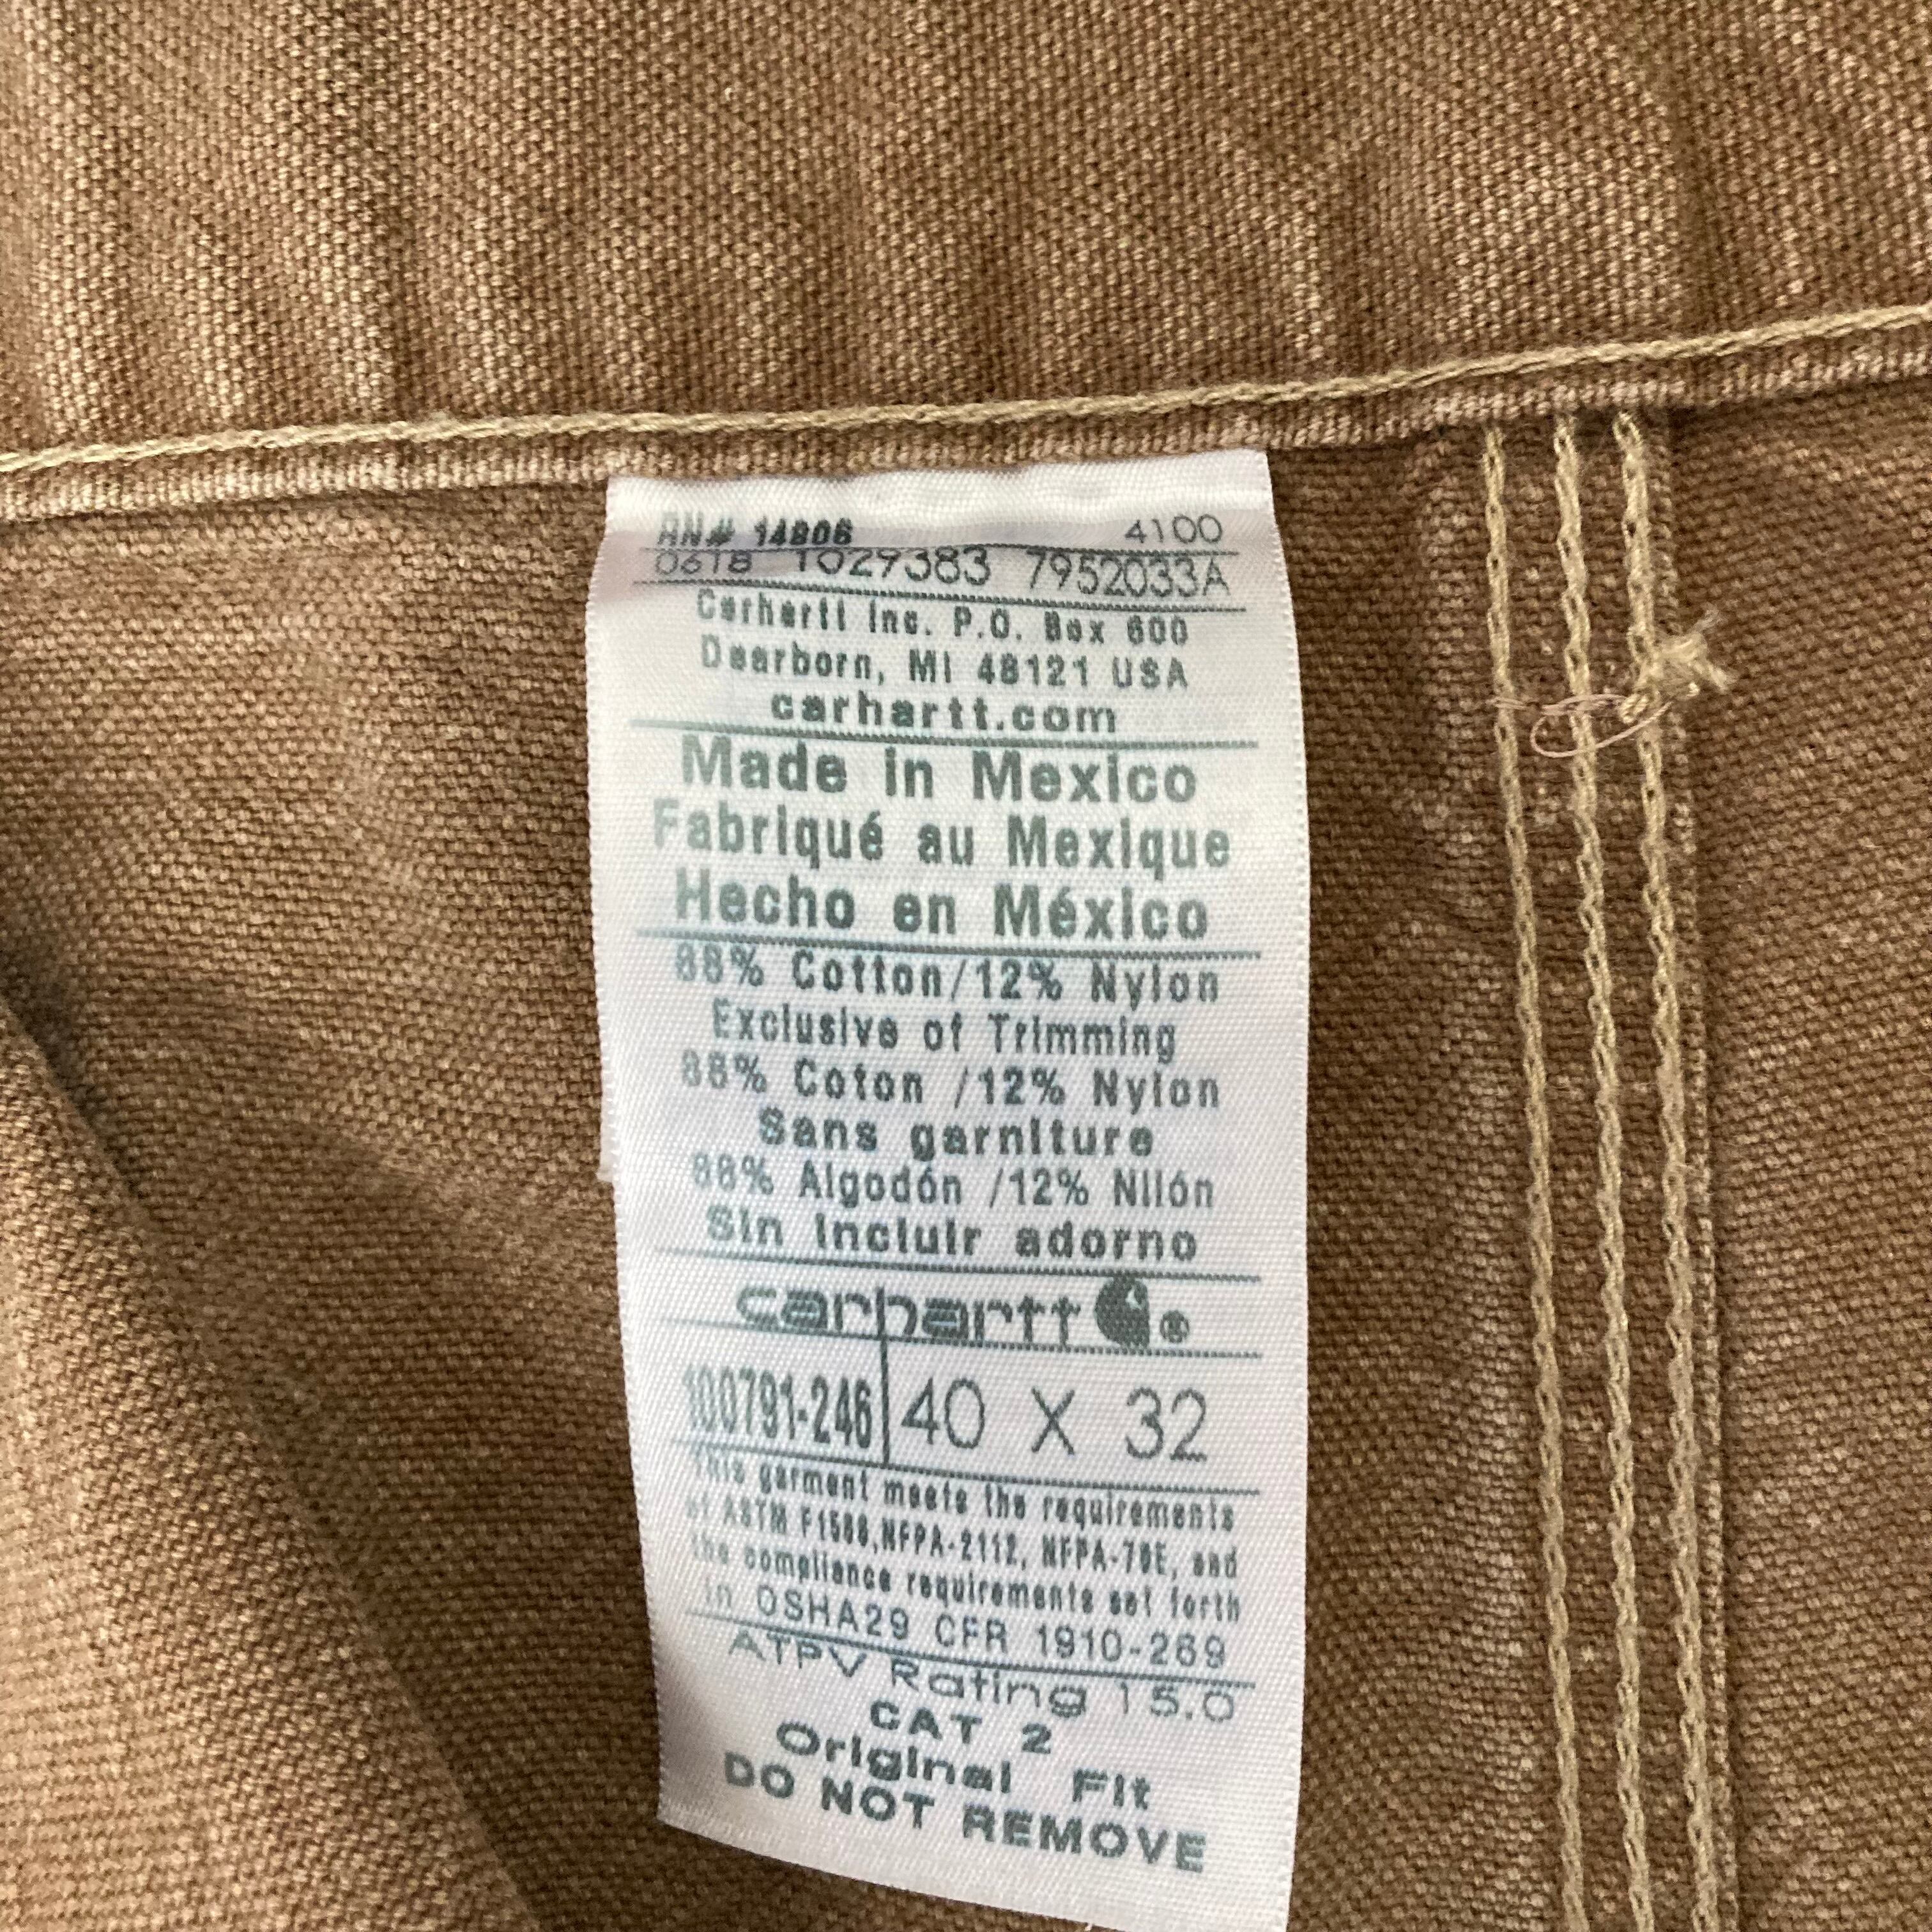 RN# 14806 4100
0618 1029383 7952033A
Carhartt Inc. P.O. Box 600
Dearborn, MI 48121 USA
carhartt.com
Made in Mexico
Fabriqué au Mexique
Hecho en México
88% Cotton/12% Nylon
Exclusive of Trimming
88% Coton /12% Nylon
Sans garniture
88% Algodón /12% Nilón
Sin incluir adorno
carhartt ®
100791-246 40 X 32
This garment meets the requirements
of ASTM F1506,NFPA-2112, NFPA-70E, and
the compliance requirements set forth
in OSHA29 CFR 1910-269
ATPV Rating 15.0
CAT 2
Original Fit
DO NOT REMOVE